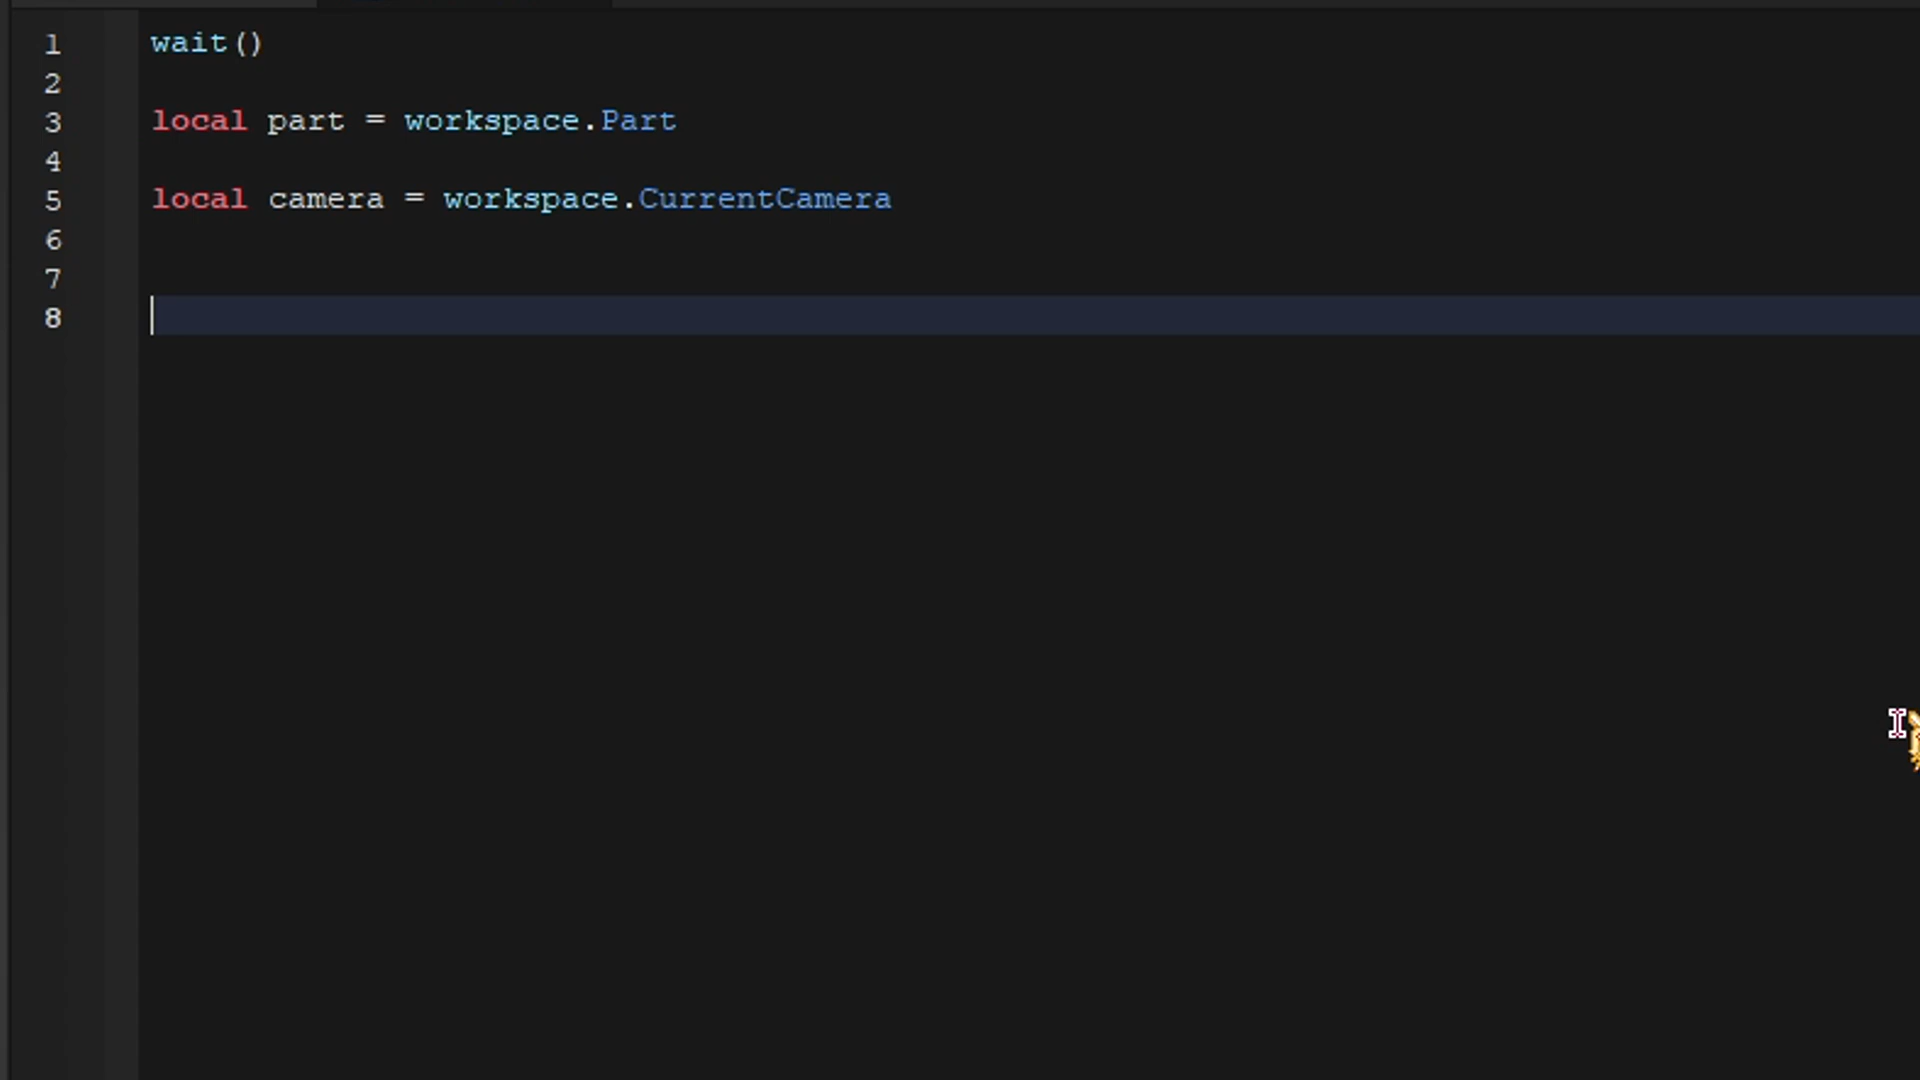 1 wait()
2
3 local part = workspace.Part
4
5 local camera = workspace.CurrentCamera
6
7
8